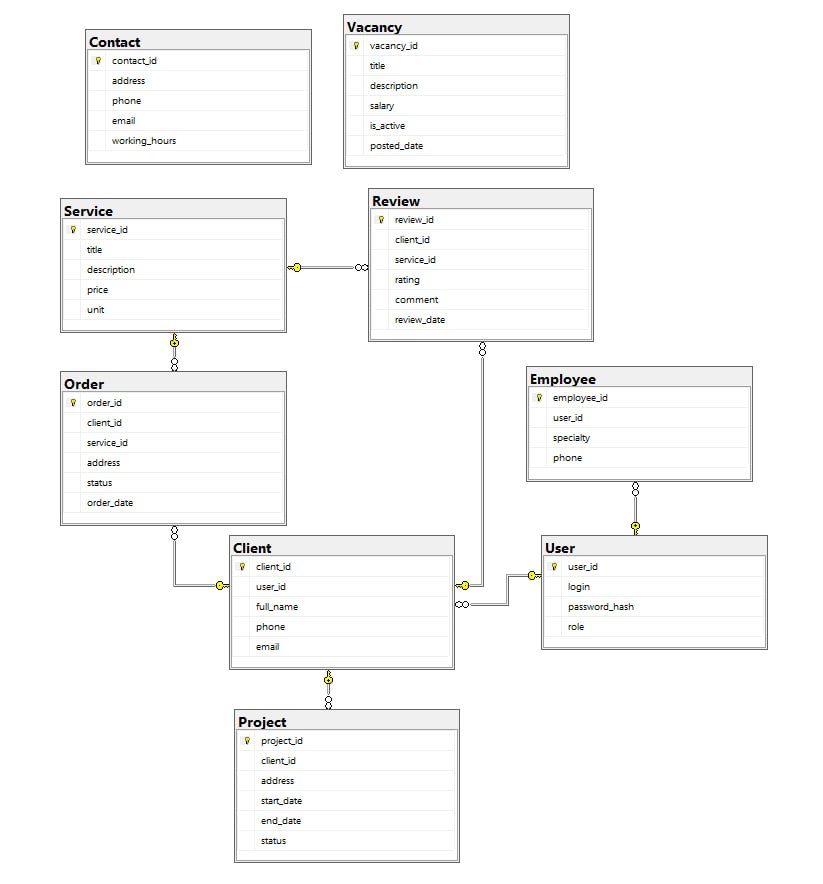 Contact
contact_id
address
phone
email
working_hours
Vacancy
vacancy_id
title
description
salary
is_active
posted_date
Service
service_id
title
description
price
unit
Review
review_id
client_id
service_id
rating
comment
review_date
Order
order_id
client_id
service_id
address
status
order_date
Employee
employee_id
user_id
specialty
phone
Client
client_id
user_id
full_name
phone
email
User
user_id
login
password_hash
role
Project
project_id
client_id
address
start_date
end_date
status